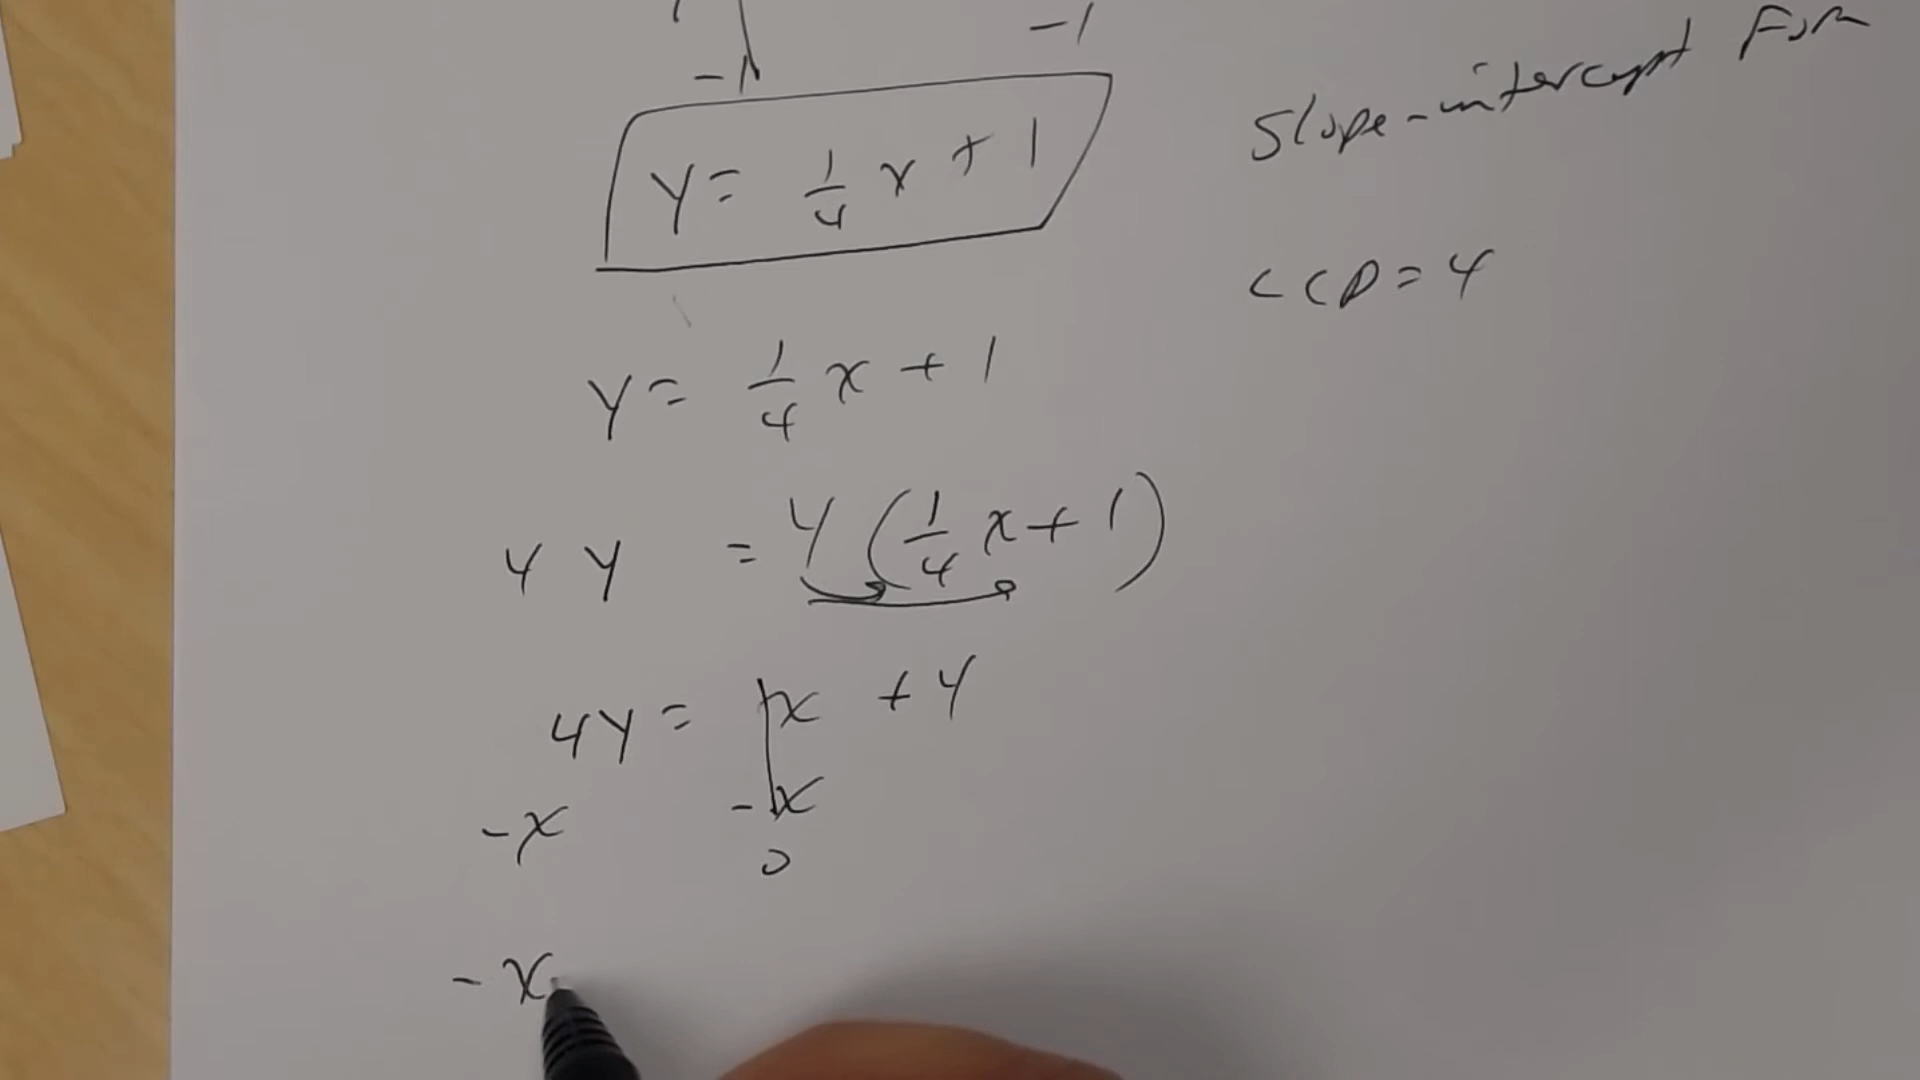 -1
-1
Slope-intercept Form
y = 1/4 x + 1
LCD = 4
y = 1/4 x + 1
4 y = 4 (1/4 x + 1)
4y = x + 4
-x -x
0
-x